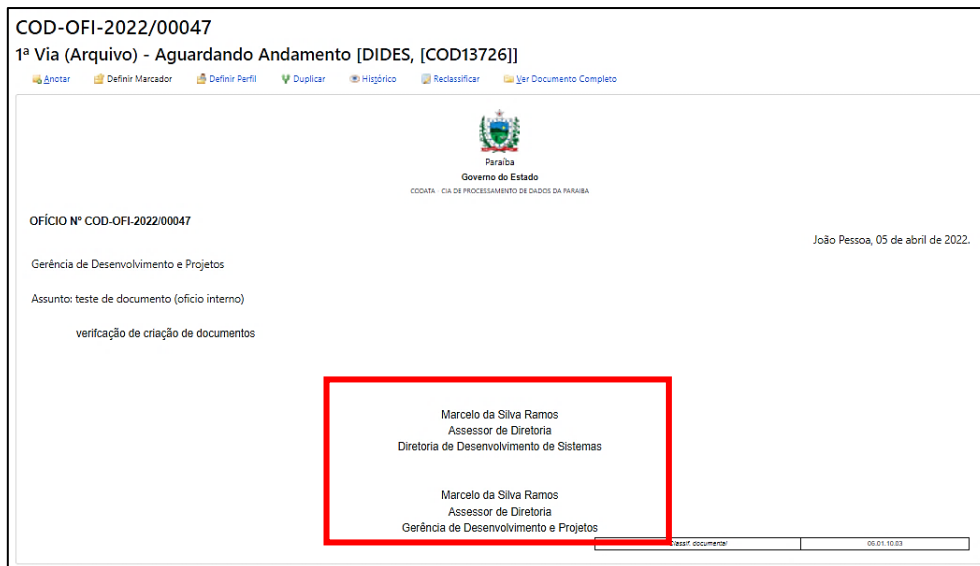 COD-OFI-2022/00047
1ª Via (Arquivo) - Aguardando Andamento [DIDES, [COD13726]]
Anotar Definir Marcador Definir Perfil Duplicar Histórico Reclassificar Ver Documento Completo
Paraíba
Governo do Estado
CODATA - CIA DE PROCESSAMENTO DE DADOS DA PARAIBA
OFÍCIO Nº COD-OFI-2022/00047
João Pessoa, 05 de abril de 2022.
Gerência de Desenvolvimento e Projetos
Assunto: teste de documento (oficio interno)
verifcação de criação de documentos
Marcelo da Silva Ramos
Assessor de Diretoria
Diretoria de Desenvolvimento de Sistemas
Marcelo da Silva Ramos
Assessor de Diretoria
Gerência de Desenvolvimento e Projetos
Classif. documental 06.01.10.03